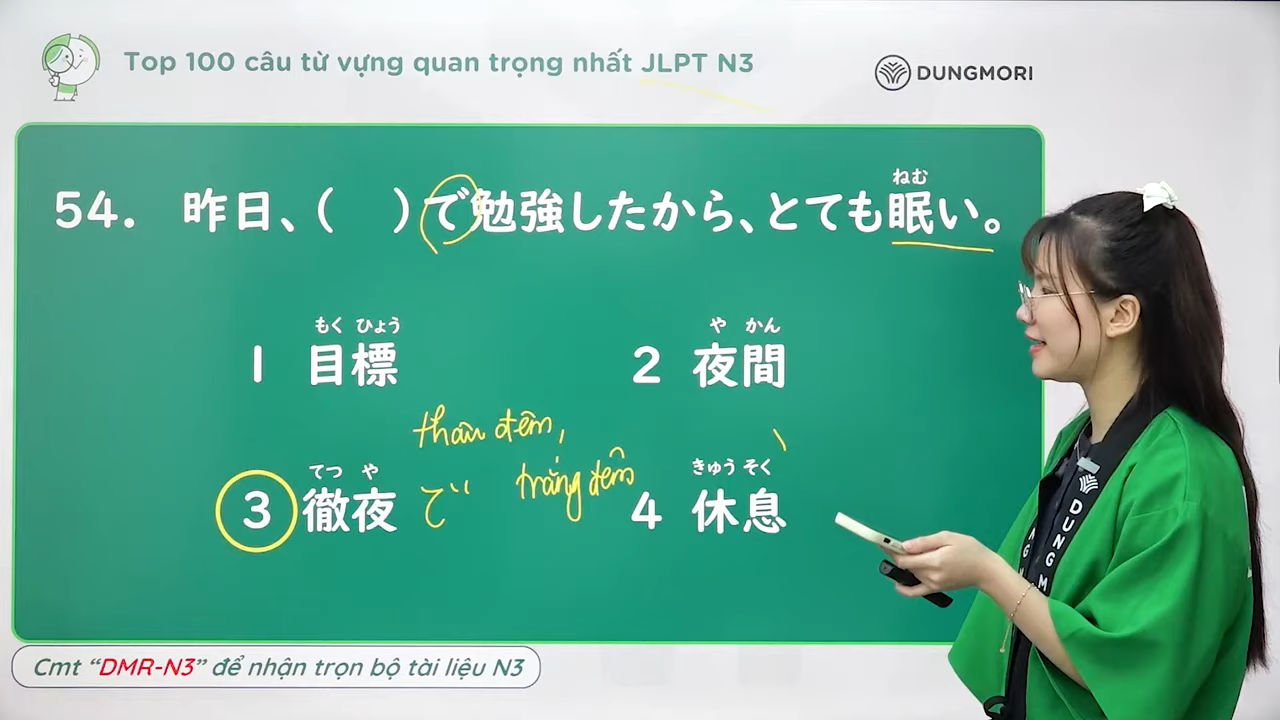 Top 100 câu từ vựng quan trọng nhất JLPT N3
DUNGMORI
54. 昨日、( )で勉強したから、とても眠い。
ねむ
もく ひょう
1 目標
や かん
2 夜間
thâu đêm,
trắng đêm
てつ や
3 徹夜 で
きゅう そく
4 休息
Cmt “DMR-N3” để nhận trọn bộ tài liệu N3
DUNG M